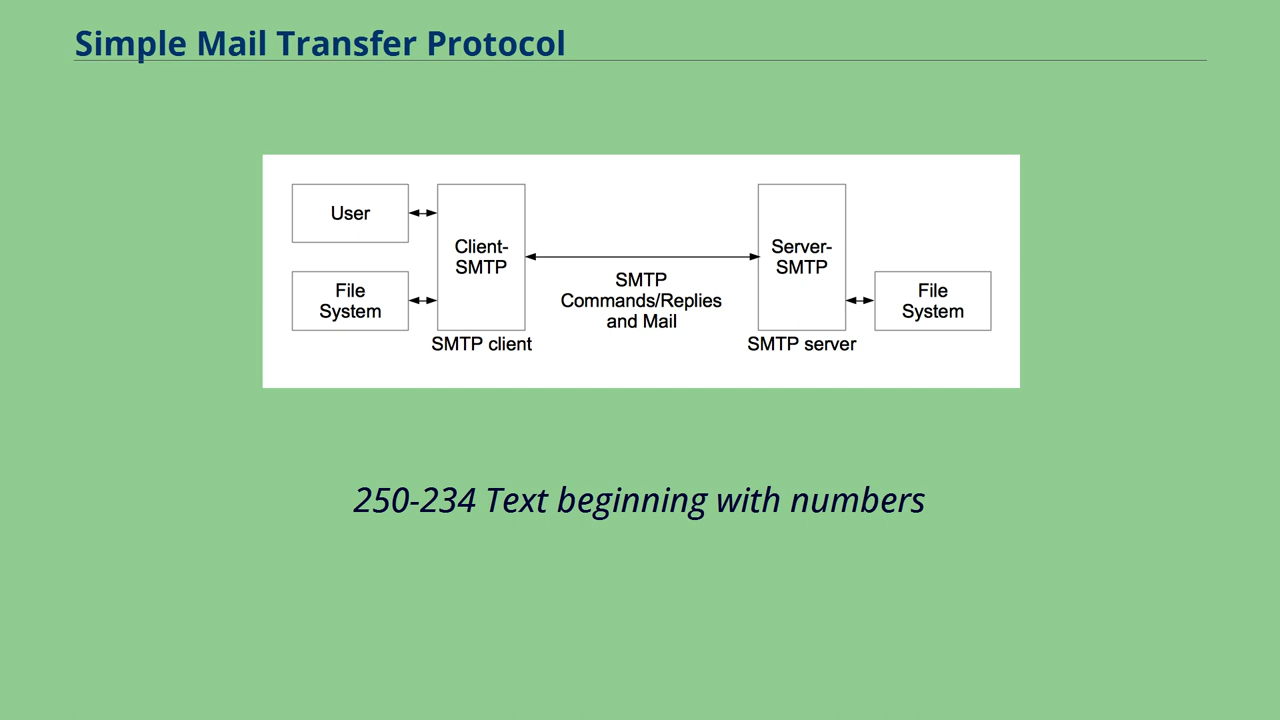 Simple Mail Transfer Protocol
User
File
System
Client-
SMTP
SMTP client
SMTP
Commands/Replies
and Mail
Server-
SMTP
SMTP server
File
System
250-234 Text beginning with numbers